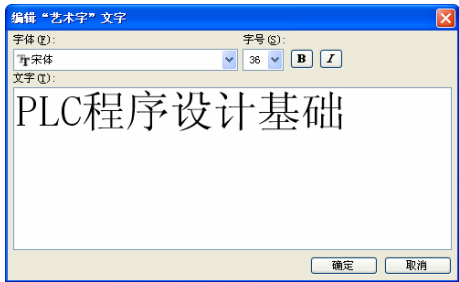 编辑“艺术字”文字
字体(F): 字号(S):
宋体 36 B I
文字(T):
PLC程序设计基础
确定 取消